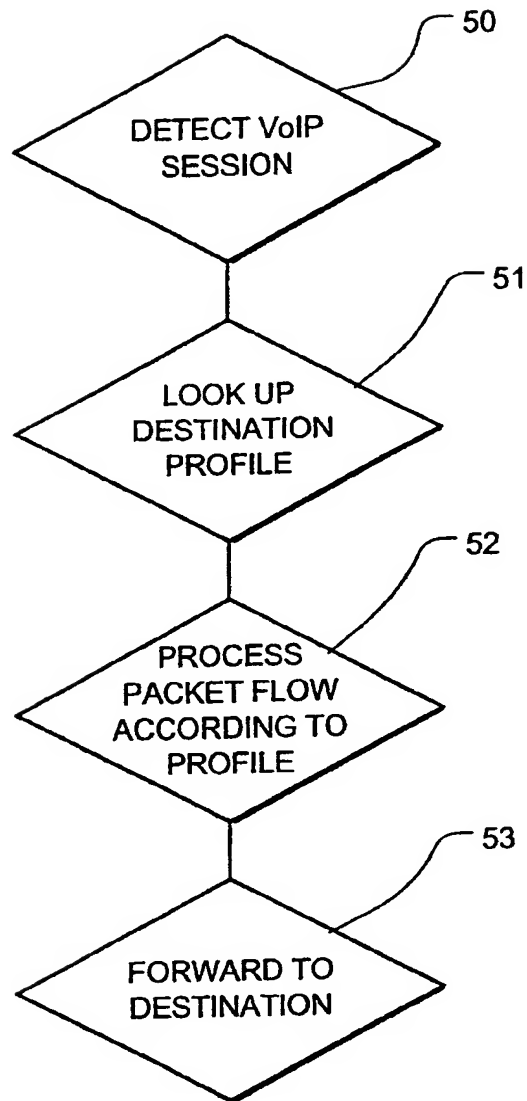 50
DETECT VoIP
SESSION
51
LOOK UP
DESTINATION
PROFILE
52
PROCESS
PACKET FLOW
ACCORDING TO
PROFILE
53
FORWARD TO
DESTINATION